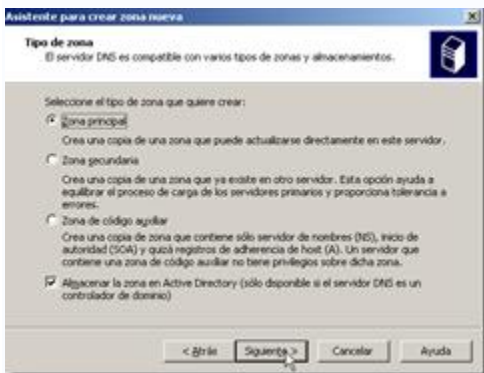 Asistente para crear zona nueva
Tipo de zona
El servidor DNS es compatible con varios tipos de zonas y almacenamientos.
Seleccione el tipo de zona que quiere crear:
Zona principal
Crea una copia de una zona que puede actualizarse directamente en este servidor.
Zona secundaria
Crea una copia de una zona que ya existe en otro servidor. Esta opción ayuda a
equilibrar el proceso de carga de los servidores primarios y proporciona tolerancia a
errores.
Zona de código auxiliar
Crea una copia de zona que contiene sólo servidor de nombres (NS), inicio de
autoridad (SOA) y quizá registros de adherencia de host (A). Un servidor que
contiene una zona de código auxiliar no tiene privilegios sobre dicha zona.
Almacenar la zona en Active Directory (sólo disponible si el servidor DNS es un
controlador de dominio)
< Atrás Siguiente > Cancelar Ayuda